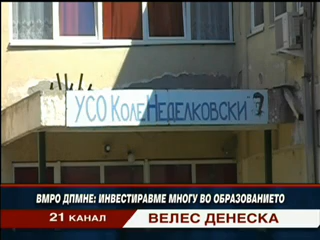 УСО КОЛЕ НЕДЕЛКОВСКИ
ВМРО ДПМНЕ: ИНВЕСТИРАВМЕ МНОГУ ВО ОБРАЗОВАНИЕТО
21 КАНАЛ
ВЕЛЕС ДЕНЕСКА